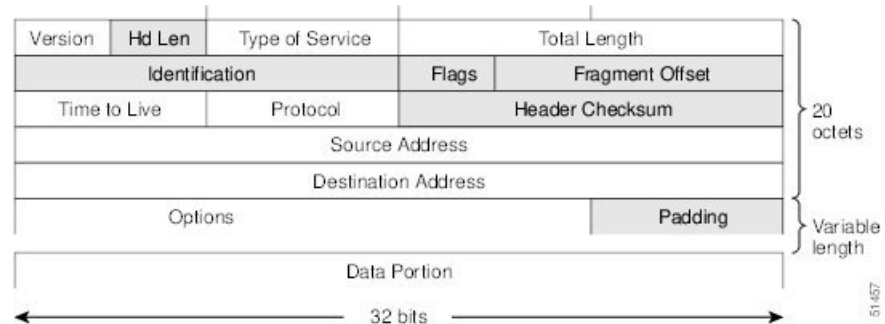 Version Hd Len Type of Service Total Length
Identification Flags Fragment Offset
Time to Live Protocol Header Checksum
20
octets
Source Address
Destination Address
Options Padding
Variable
length
Data Portion
32 bits
51457